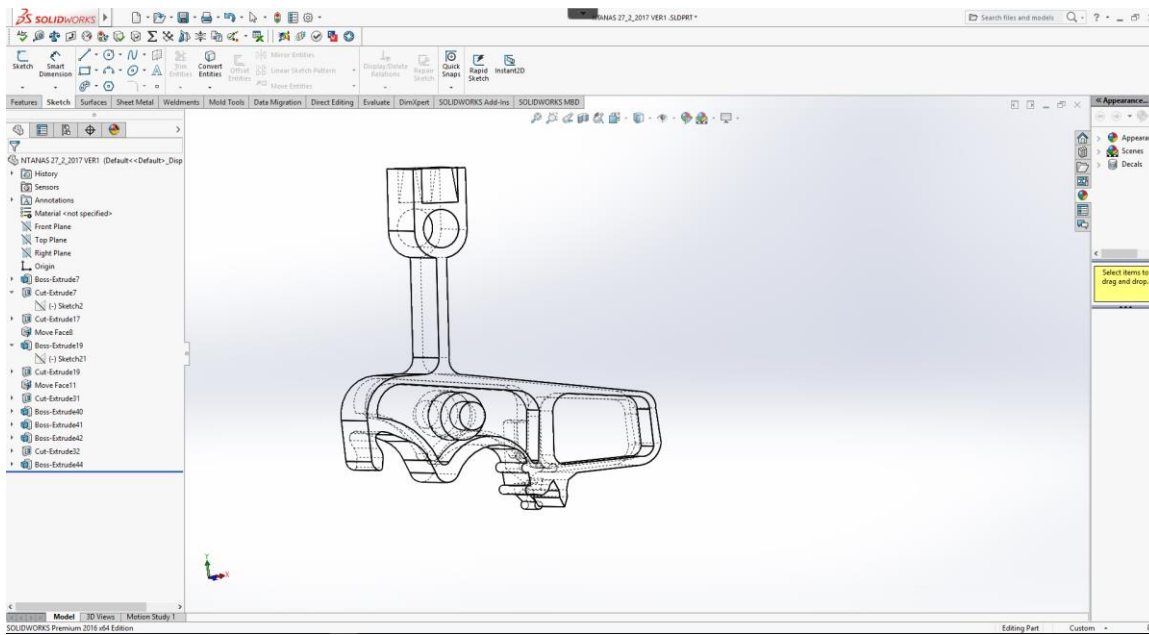 SOLIDWORKS
NTANAS 27_2_2017 VER1 .SLDPRT *
Search files and models
Sketch
Smart Dimension
Trim Entities
Convert Entities
Offset Entities
Mirror Entities
Linear Sketch Pattern
Move Entities
Display/Delete Relations
Repair Sketch
Quick Snaps
Rapid Sketch
Instant2D
Features Sketch Surfaces Sheet Metal Weldments Mold Tools Data Migration Direct Editing Evaluate DimXpert SOLIDWORKS Add-Ins SOLIDWORKS MBD
Appearance...
NTANAS 27_2_2017 VER1 (Default<<Default>_Disp
History
Sensors
Annotations
Material <not specified>
Front Plane
Top Plane
Right Plane
Origin
Boss-Extrude7
Cut-Extrude7
(-) Sketch2
Cut-Extrude17
Move Face8
Boss-Extrude19
(-) Sketch21
Cut-Extrude19
Move Face11
Cut-Extrude31
Boss-Extrude40
Boss-Extrude41
Boss-Extrude42
Cut-Extrude32
Boss-Extrude44
Appeara
Scenes
Decals
Select items to
drag and drop.
Y
X
Model 3D Views Motion Study 1
SOLIDWORKS Premium 2016 x64 Edition
Editing Part
Custom